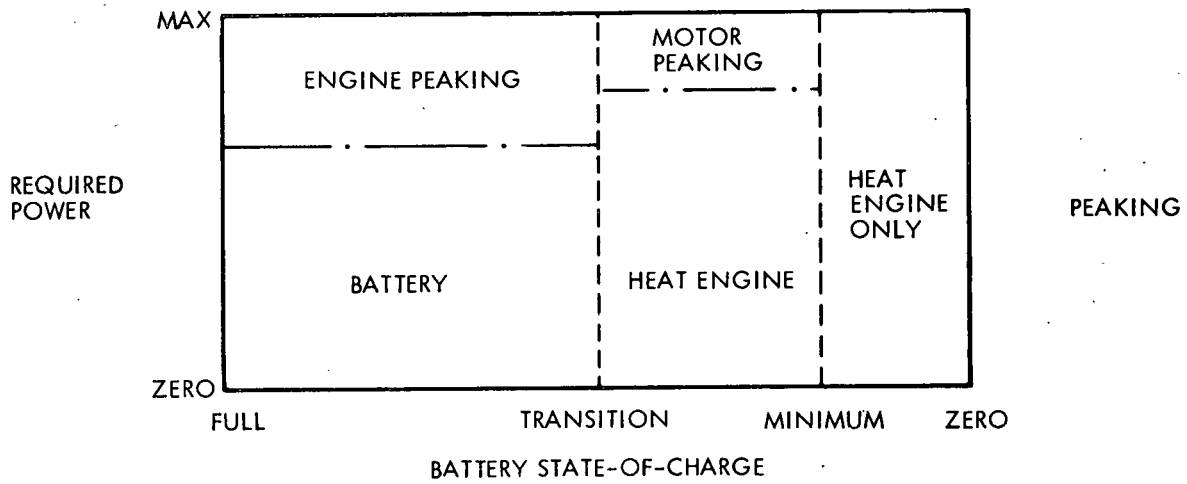 MAX
ENGINE PEAKING
MOTOR
PEAKING
REQUIRED
POWER
HEAT
ENGINE
ONLY
PEAKING
BATTERY
HEAT ENGINE
ZERO
FULL
TRANSITION
MINIMUM
ZERO
BATTERY STATE-OF-CHARGE